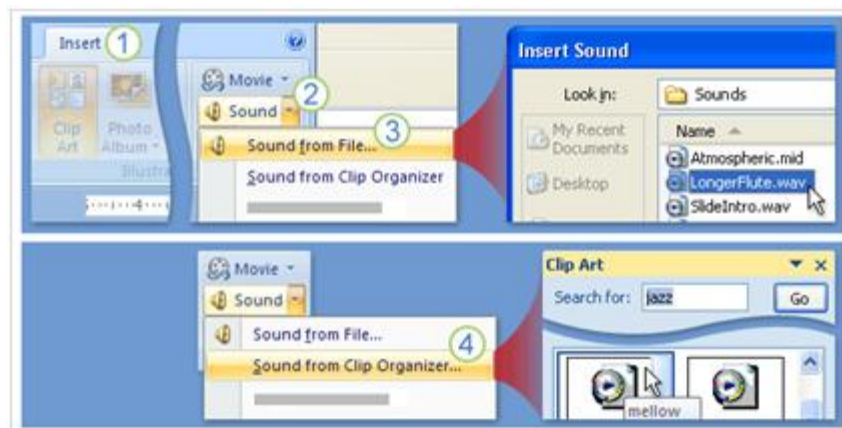 Insert 1
Clip Art
Photo Album
Illustra
Movie
2
Sound
3
Sound from File...
Sound from Clip Organizer
Insert Sound
Look in:
Sounds
My Recent Documents
Desktop
Name
Atmospheric.mid
LongerFlute.wav
SlideIntro.wav
4
Movie
Sound
Sound from File...
4
Sound from Clip Organizer...
Clip Art
Search for: jazz
Go
mellow